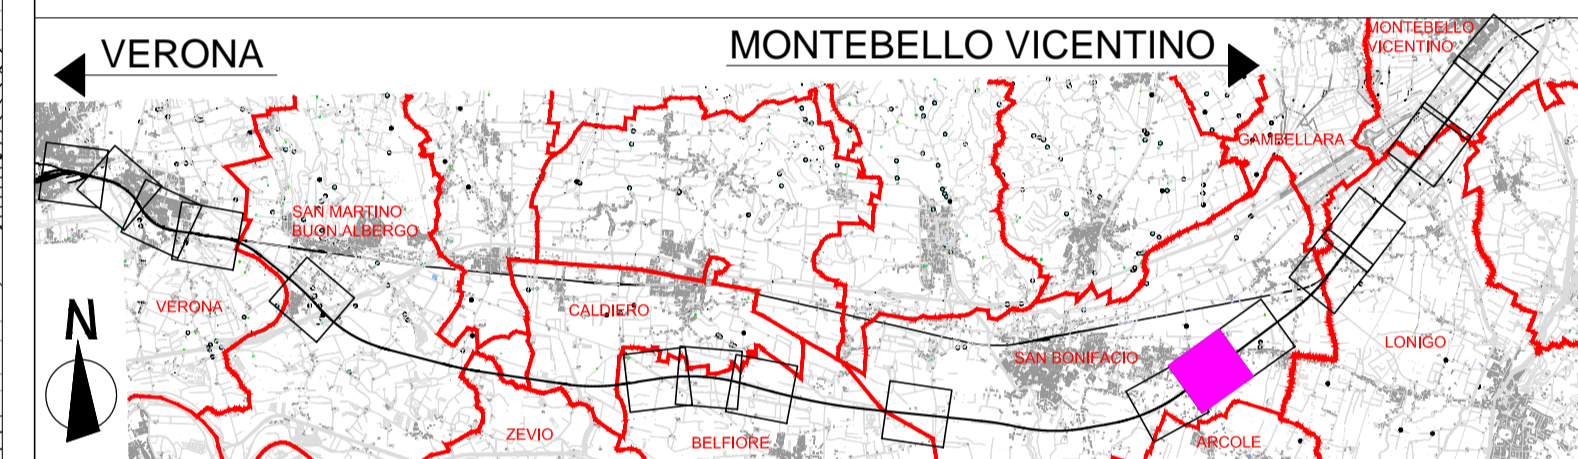 VERONA
MONTEBELLO VICENTINO
MONTEBELLO
VICENTINO
GAMBELLARA
SAN MARTINO
BUON ALBERGO
VERONA
N
CALDIERO
SAN BONIFACIO
LONIGO
ZEVIO
BELFIORE
ARCOLE